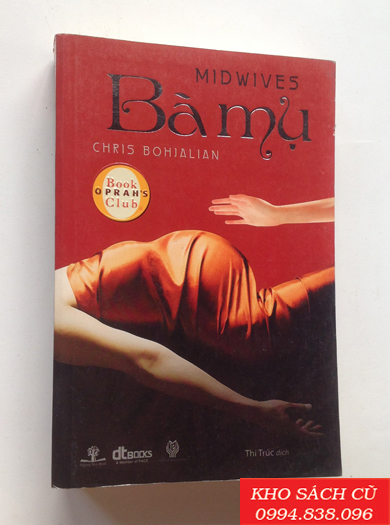 MIDWIVES
Bà mụ
CHRIS BOHJALIAN
Book
OPRAH'S
Club
dtBOOKS
Thi Trúc dịch
KHO SÁCH CŨ
0994.838.096